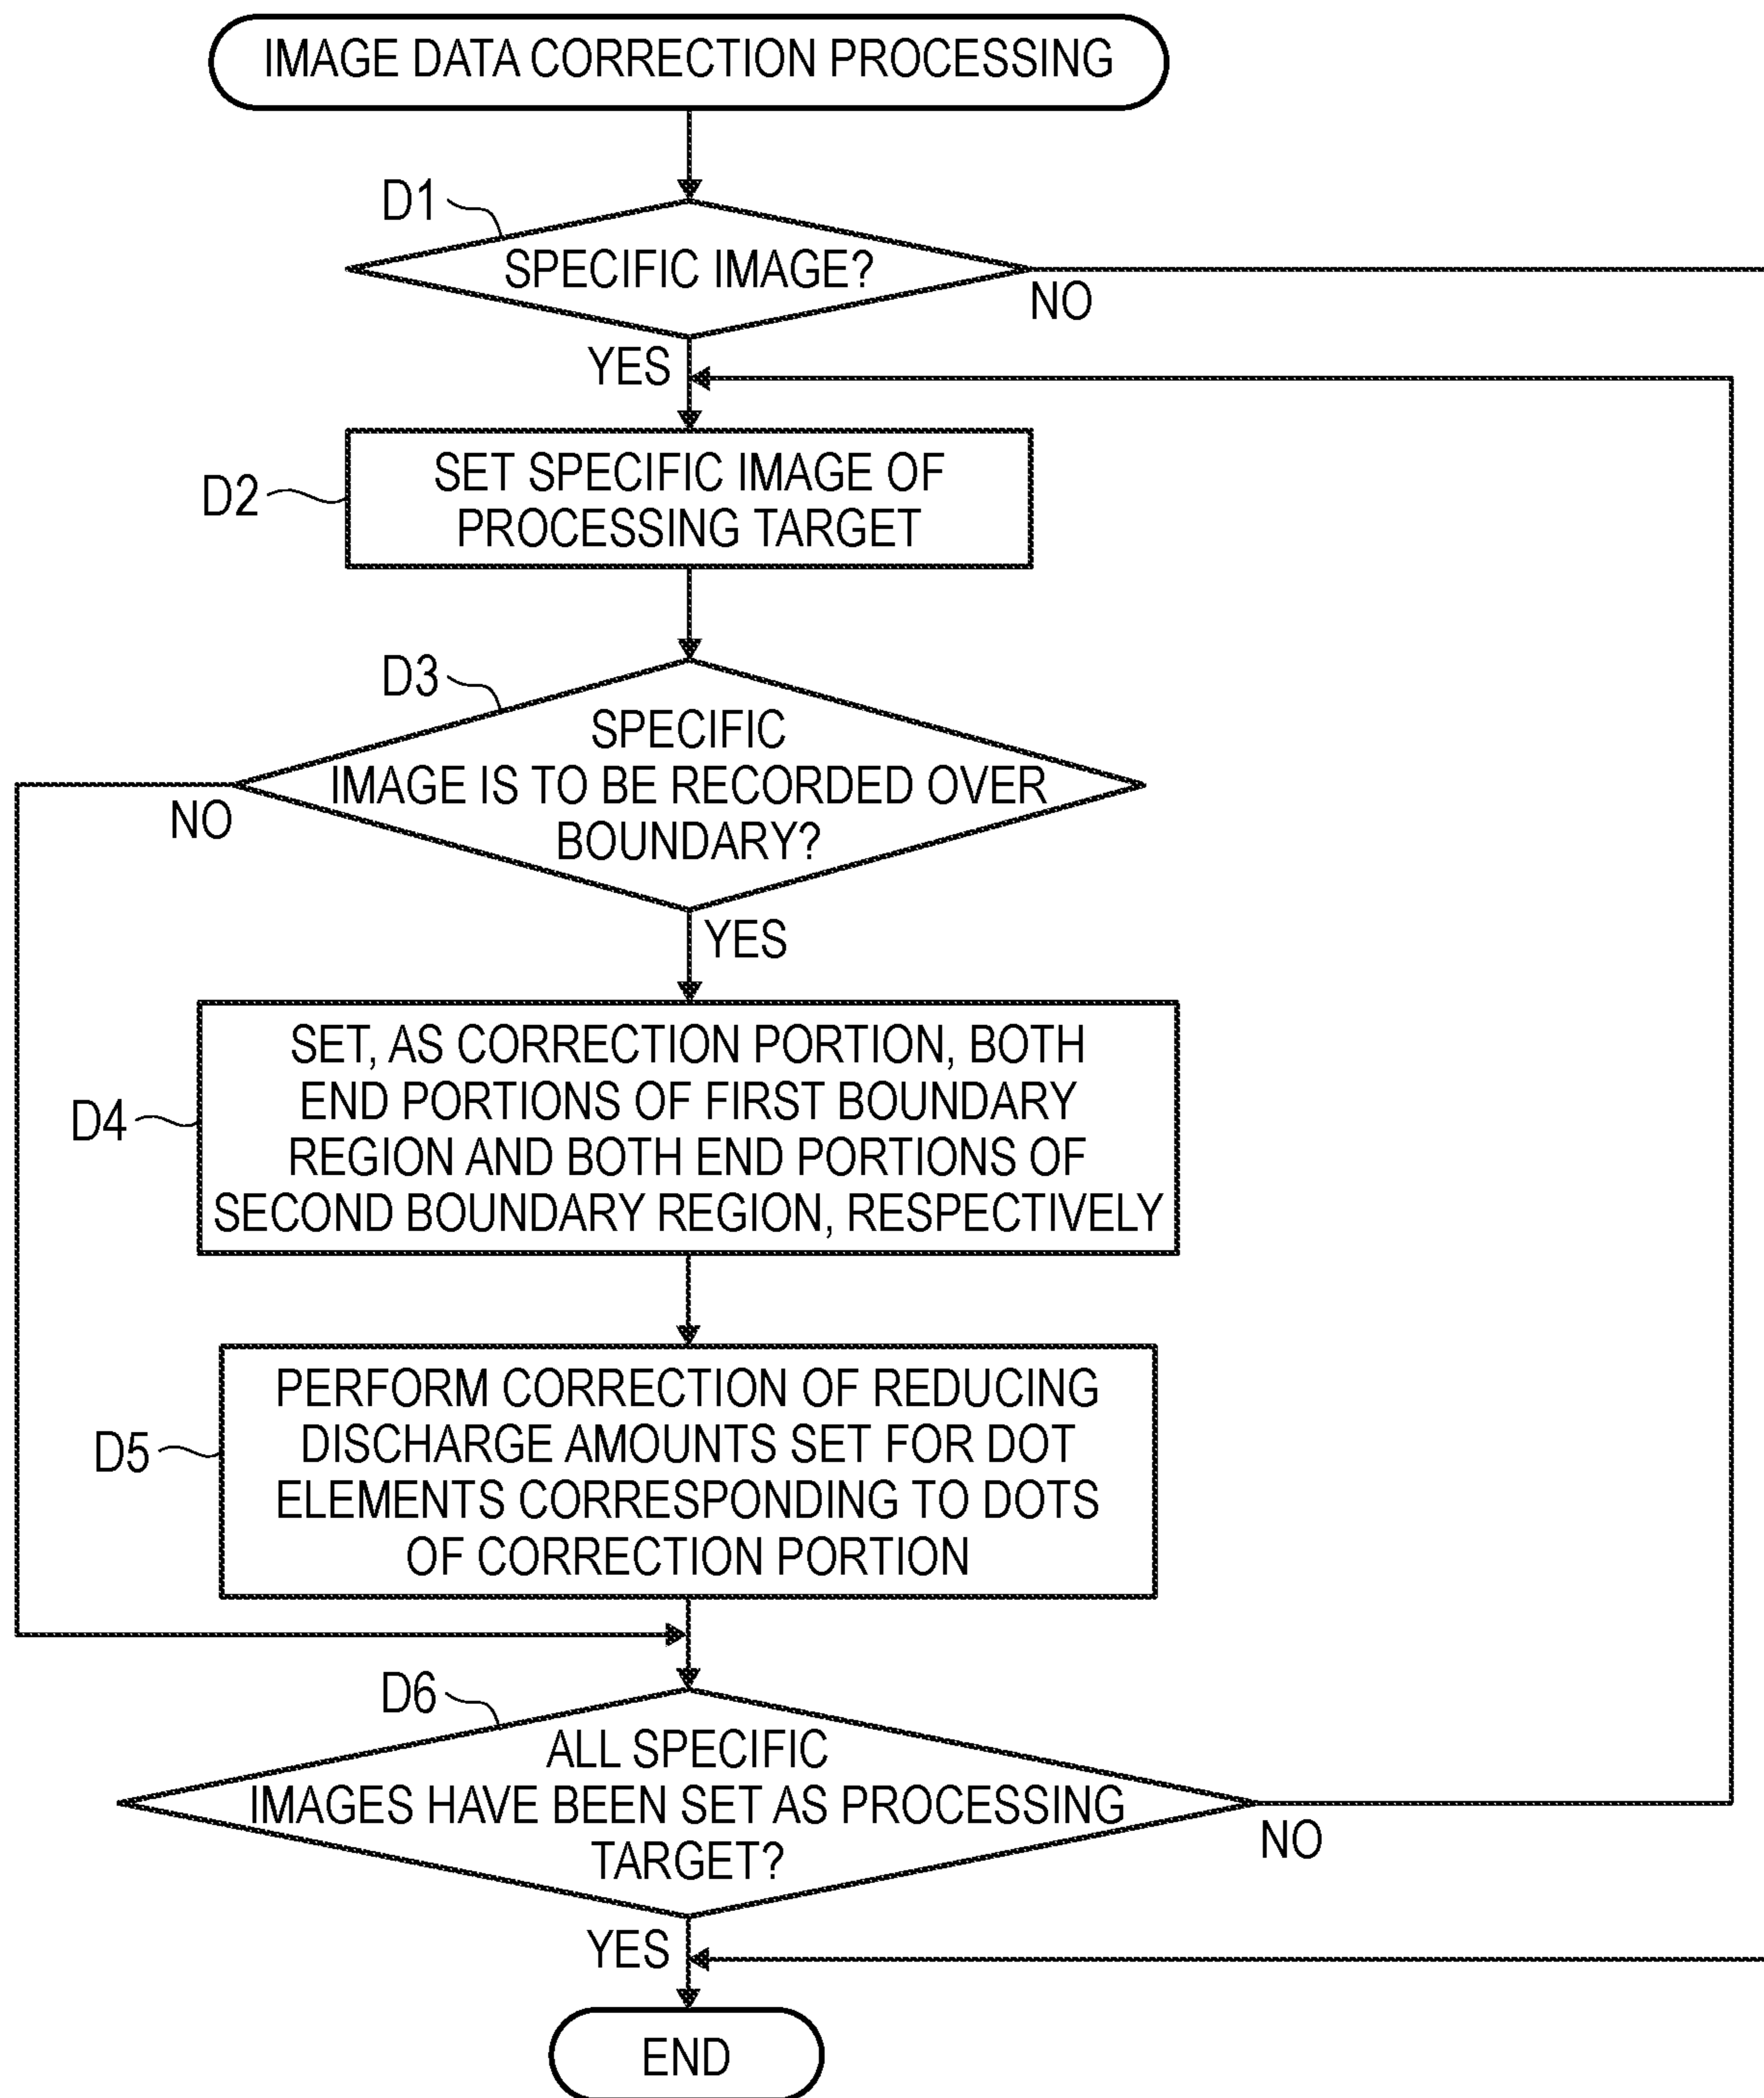 IMAGE DATA CORRECTION PROCESSING
D1
SPECIFIC IMAGE?
NO
YES
D2
SET SPECIFIC IMAGE OF
PROCESSING TARGET
D3
SPECIFIC
IMAGE IS TO BE RECORDED OVER
BOUNDARY?
NO
YES
D4
SET, AS CORRECTION PORTION, BOTH
END PORTIONS OF FIRST BOUNDARY
REGION AND BOTH END PORTIONS OF
SECOND BOUNDARY REGION, RESPECTIVELY
D5
PERFORM CORRECTION OF REDUCING
DISCHARGE AMOUNTS SET FOR DOT
ELEMENTS CORRESPONDING TO DOTS
OF CORRECTION PORTION
D6
ALL SPECIFIC
IMAGES HAVE BEEN SET AS PROCESSING
TARGET?
NO
YES
END